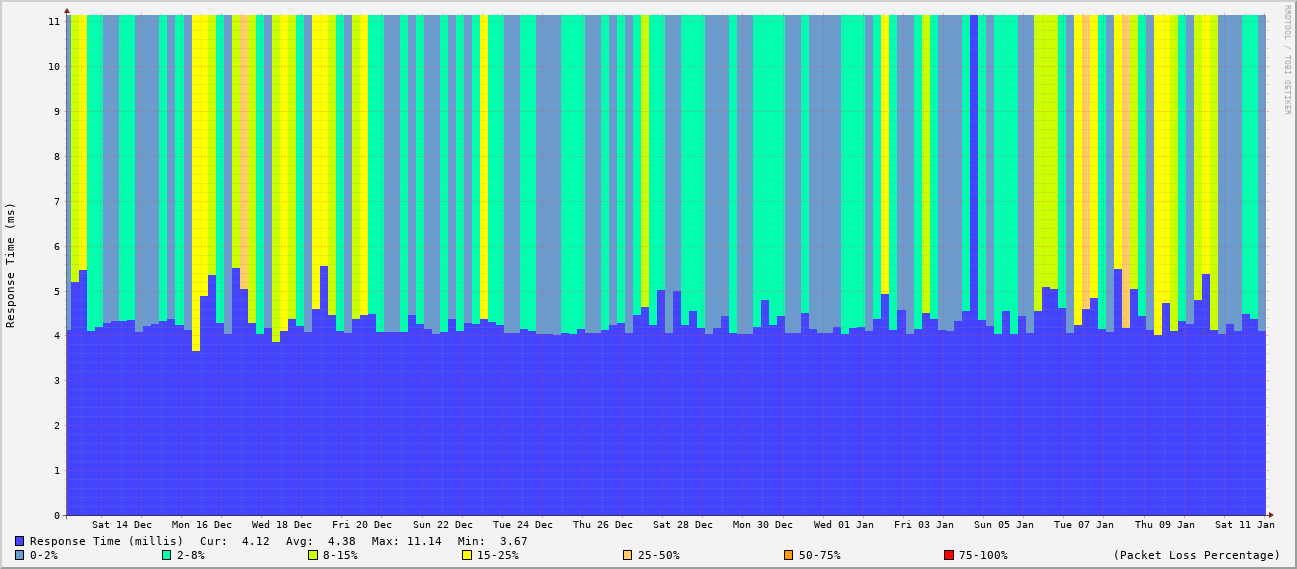 RRDTOOL / TOBI OETIKER
Response Time (ms)
11
10
9
8
7
6
5
4
3
2
1
0
Sat 14 Dec Mon 16 Dec Wed 18 Dec Fri 20 Dec Sun 22 Dec Tue 24 Dec Thu 26 Dec Sat 28 Dec Mon 30 Dec Wed 01 Jan Fri 03 Jan Sun 05 Jan Tue 07 Jan Thu 09 Jan Sat 11 Jan
Response Time (millis) Cur: 4.12 Avg: 4.38 Max: 11.14 Min: 3.67
0-2% 2-8% 8-15% 15-25% 25-50% 50-75% 75-100% (Packet Loss Percentage)